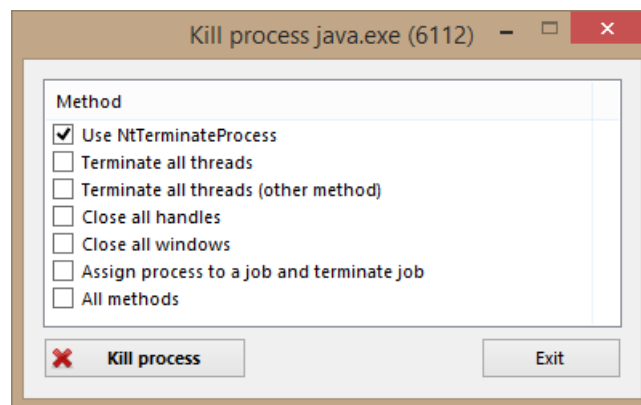 Kill process java.exe (6112)
Method
Use NtTerminateProcess
Terminate all threads
Terminate all threads (other method)
Close all handles
Close all windows
Assign process to a job and terminate job
All methods
Kill process
Exit